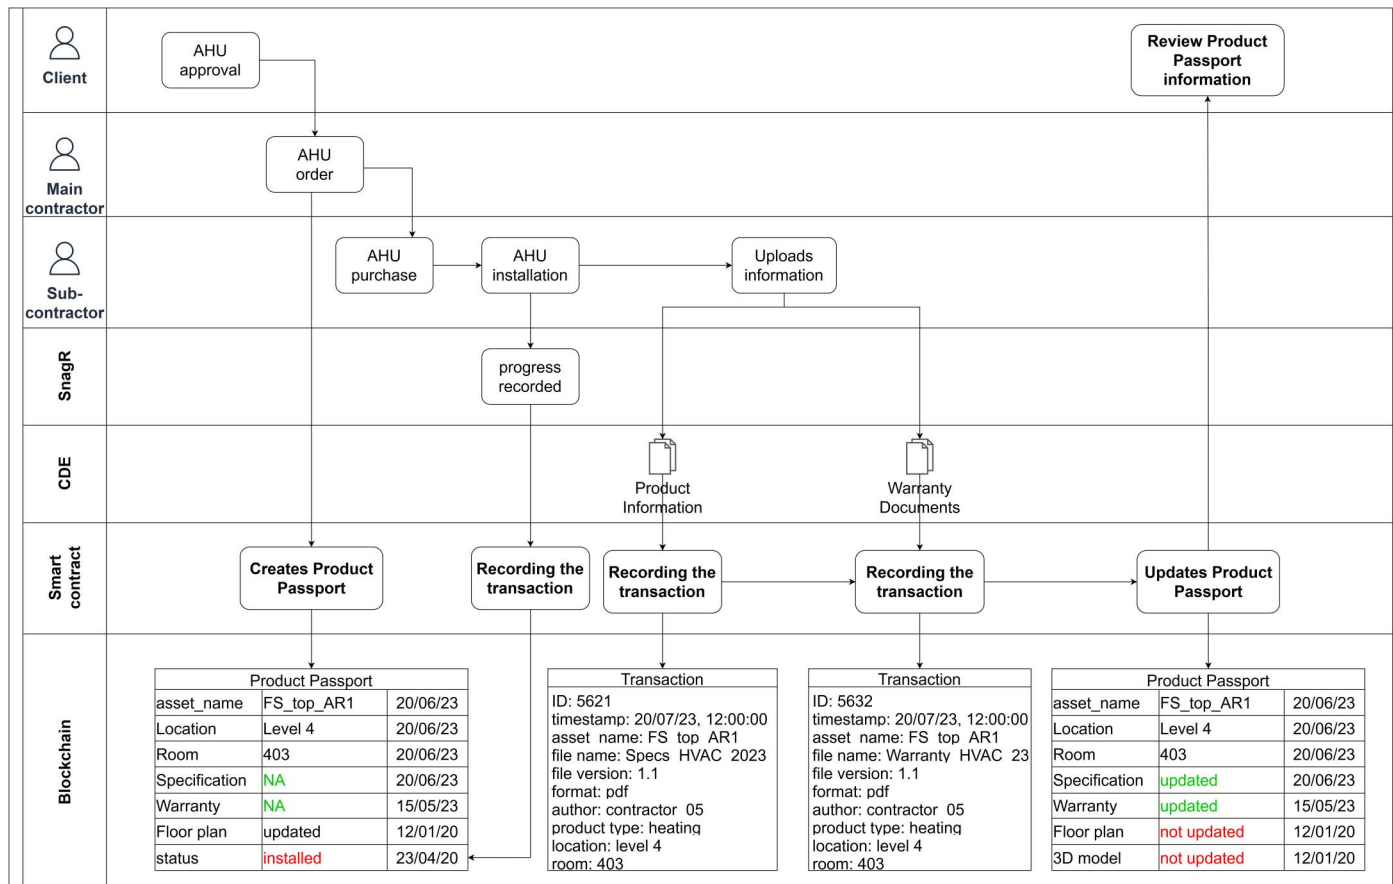 Client
AHU
approval
Review Product
Passport
information
Main
contractor
AHU
order
Sub-
contractor
AHU
purchase
AHU
installation
Uploads
information
SnagR
progress
recorded
CDE
Product
Information
Warranty
Documents
Smart
contract
Creates Product
Passport
Recording the
transaction
Recording the
transaction
Recording the
transaction
Updates Product
Passport
Blockchain
Product Passport
asset_name FS_top_AR1 20/06/23
Location Level 4 20/06/23
Room 403 20/06/23
Specification NA 20/06/23
Warranty NA 15/05/23
Floor plan updated 12/01/20
status installed 23/04/20
Transaction
ID: 5621
timestamp: 20/07/23, 12:00:00
asset_name: FS_top_AR1
file name: Specs_HVAC_2023
file version: 1.1
format: pdf
author: contractor_05
product type: heating
location: level 4
room: 403
Transaction
ID: 5632
timestamp: 20/07/23, 12:00:00
asset_name: FS_top_AR1
file name: Warranty_HVAC_23
file version: 1.1
format: pdf
author: contractor_05
product type: heating
location: level 4
room: 403
Product Passport
asset_name FS_top_AR1 20/06/23
Location Level 4 20/06/23
Room 403 20/06/23
Specification updated 20/06/23
Warranty updated 15/05/23
Floor plan not updated 12/01/20
3D model not updated 12/01/20